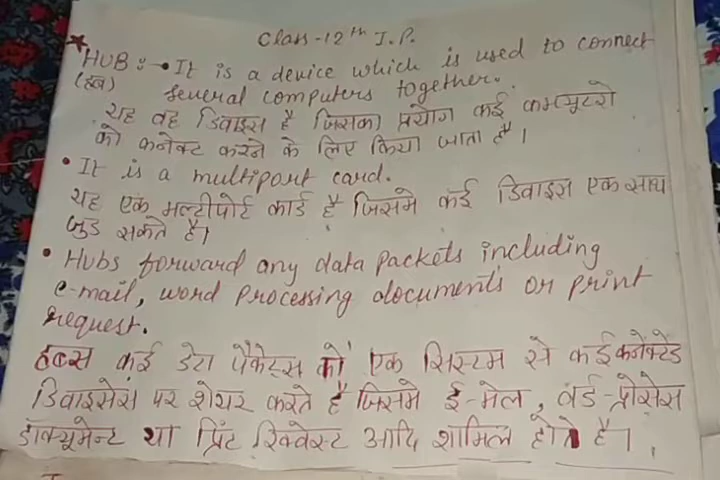 Class-12th I.P.
* HUB :- • It is a device which is used to connect
(हब) several computers together.
यह वह डिवाइस है जिसका प्रयोग कई कम्प्यूटरो
को कनेक्ट करने के लिए किया जाता है।
• It is a multiport card.
यह एक मल्टीपोर्ट कार्ड है जिसमे कई डिवाइस एक साथ
जुड सकते है।
• Hubs forward any data packets including
e-mail, word processing documents or print
request.
हब्स कई डेटा पैकेट्स को एक सिस्टम से कई कनेक्टेड
डिवाइसेस पर शेयर करते है जिसमे ई-मेल, वर्ड-प्रोसेस
डॉक्यूमेन्ट या प्रिंट रिक्वेस्ट आदि शामिल होते है।